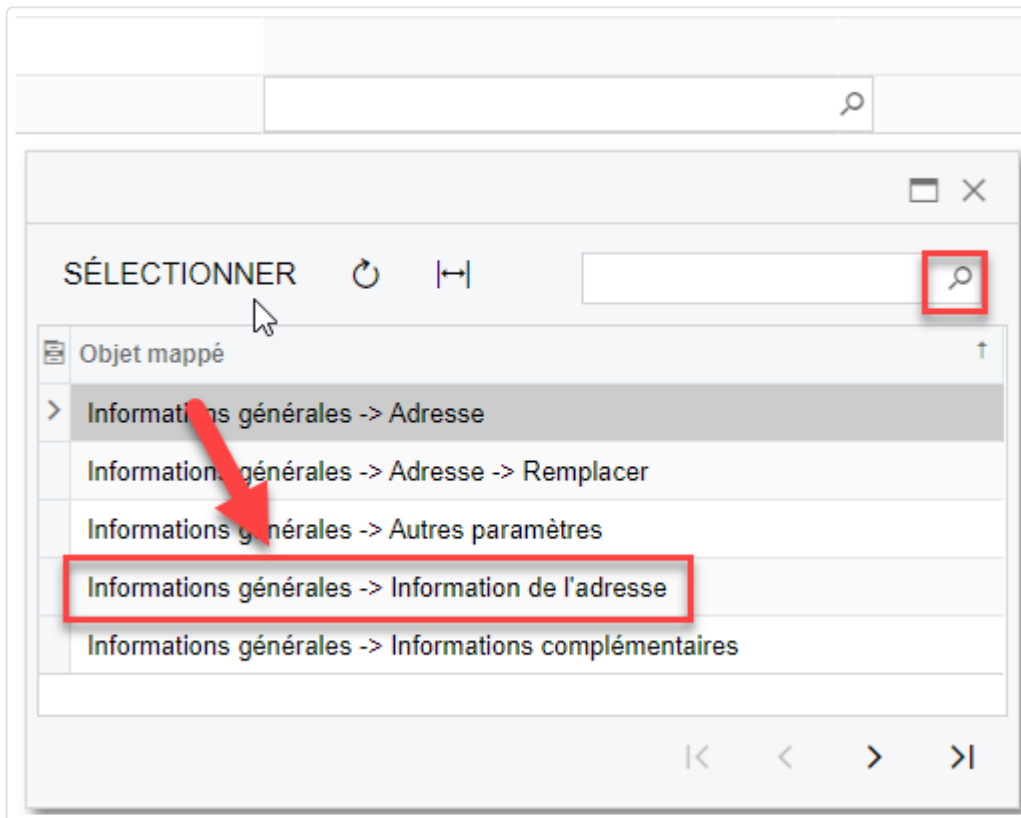 SÉLECTIONNER
Objet mappé
Informations générales -> Adresse
Informations générales -> Adresse -> Remplacer
Informations générales -> Autres paramètres
Informations générales -> Information de l'adresse
Informations générales -> Informations complémentaires